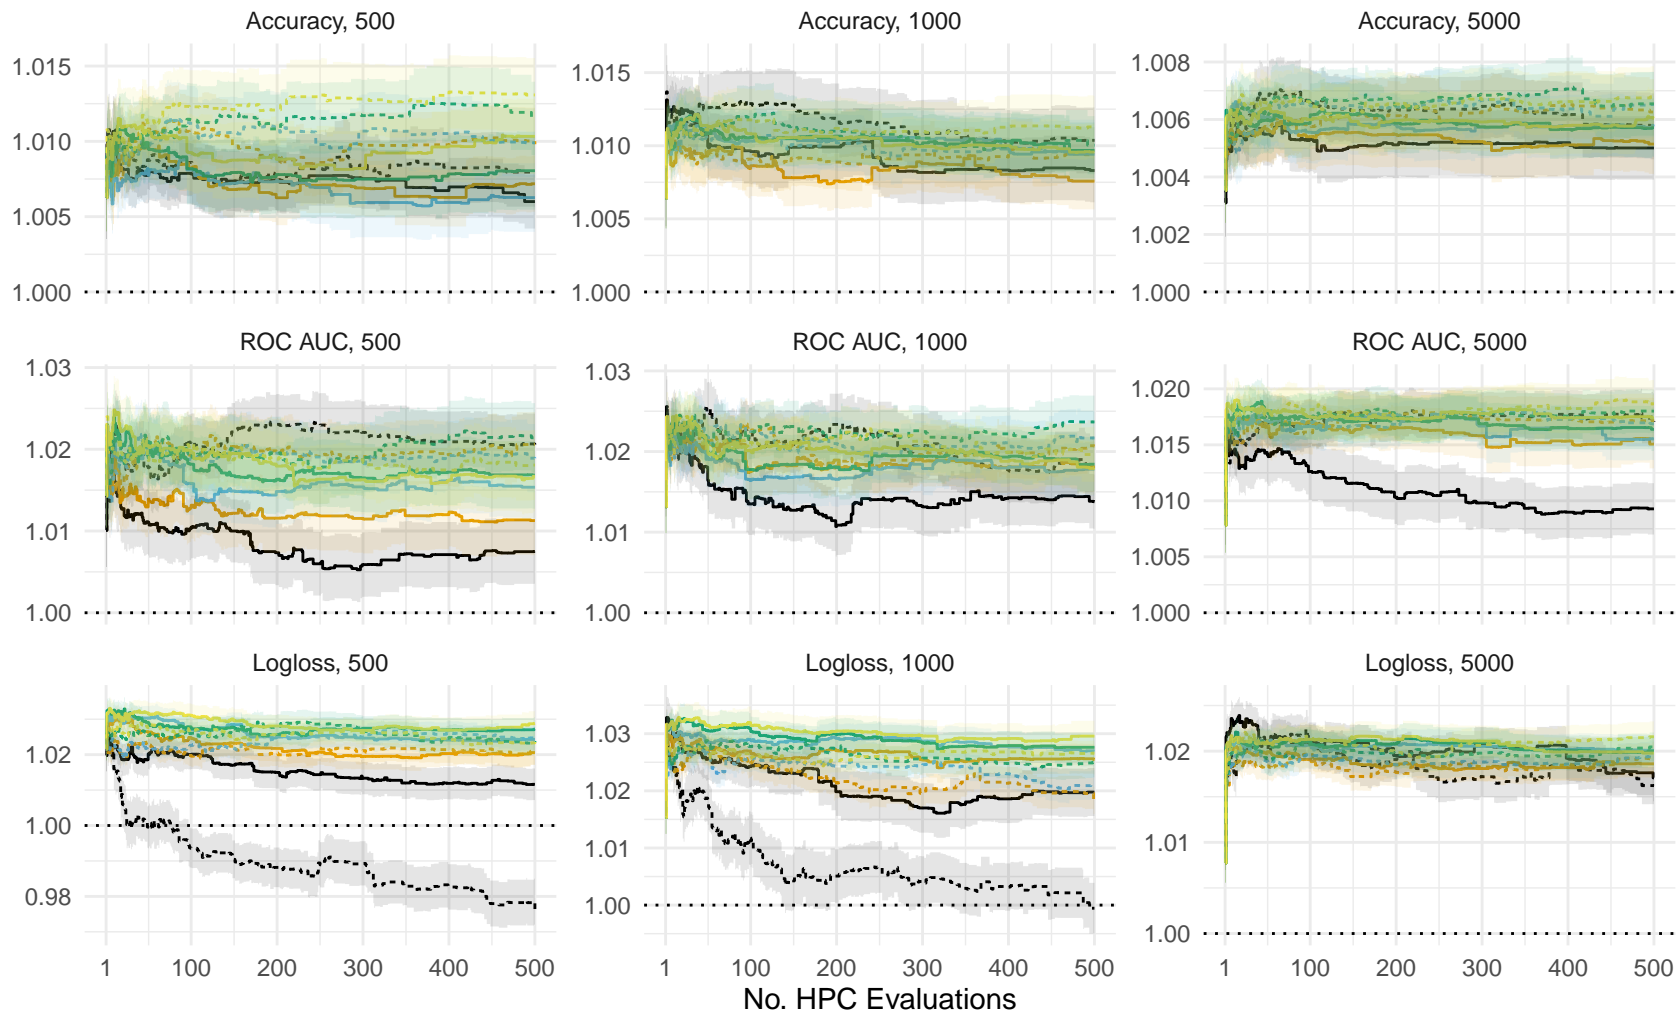 Accuracy, 500
Accuracy, 1000
Accuracy, 5000
1.015
1.010
1.005
1.000
1.015
1.010
1.005
1.000
1.008
1.006
1.004
1.002
1.000
ROC AUC, 500
ROC AUC, 1000
ROC AUC, 5000
1.03
1.02
1.01
1.00
1.03
1.02
1.01
1.00
1.020
1.015
1.010
1.005
1.000
Logloss, 500
Logloss, 1000
Logloss, 5000
1.02
1.00
0.98
1.03
1.02
1.01
1.00
1.02
1.01
1.00
1 100 200 300 400 500
1 100 200 300 400 500
1 100 200 300 400 500
No. HPC Evaluations